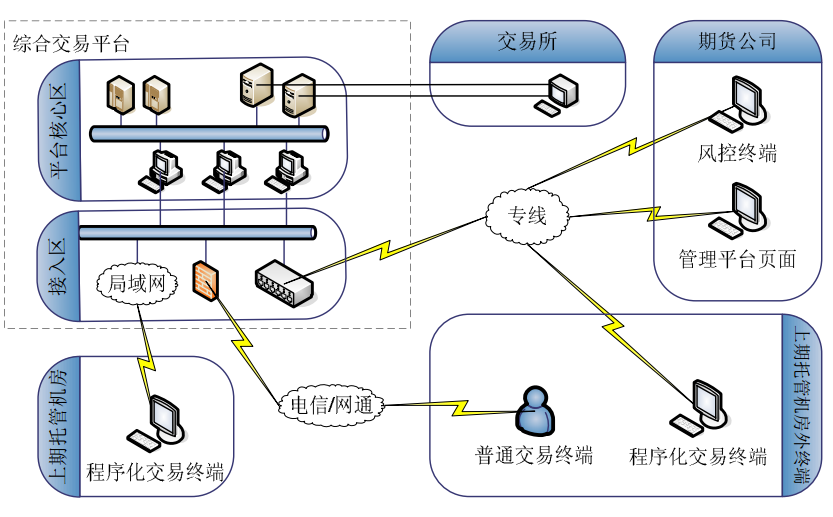 综合交易平台
交易所
期货公司
平台核心区
风控终端
专线
管理平台页面
接入区
局域网
上期托管机房
程序化交易终端
电信/网通
普通交易终端
程序化交易终端
上期托管机房外终端